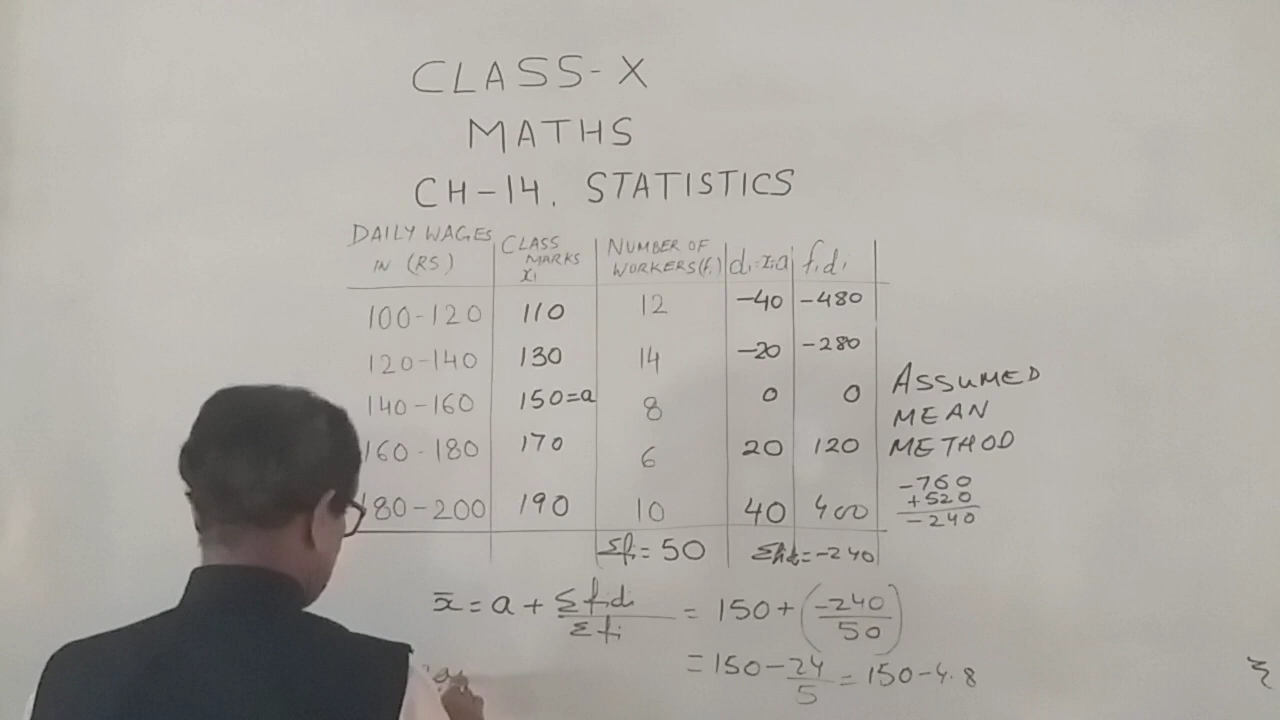 CLASS-X
MATHS
CH-14. STATISTICS
DAILY WAGES IN (RS) CLASS MARKS xi NUMBER OF WORKERS (fi) di=xi-a fidi
100-120 110 12 -40 -480
120-140 130 14 -20 -280
140-160 150=a 8 0 0
160-180 170 6 20 120
180-200 190 10 40 400
Σfi=50 Σfidi=-240
ASSUMED
MEAN
METHOD
-760
+520
-240
x̄ = a + Σfidi/Σfi = 150 + (-240/50)
= 150 - 24/5 = 150 - 4.8